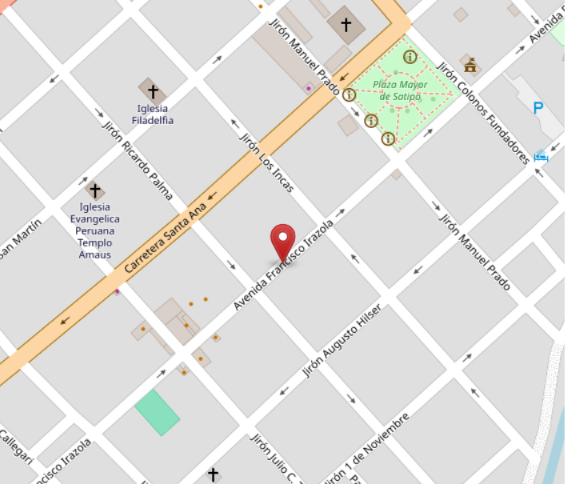 Jirón Manuel Prado
Avenida
Plaza Mayor
de Satipo
Jirón Colonos Fundadores
P
Iglesia
Filadelfia
Jirón Ricardo Palma
Jirón Los Incas
Iglesia
Evangelica
Peruana
Templo
Amaus
San Martín
Carretera Santa Ana
Avenida Francisco Irazola
Jirón Manuel Prado
Jirón Augusto Hilser
Callegari
ncisco Irazola
Jirón Julio C.
Jirón 1 de Noviembre
Pa